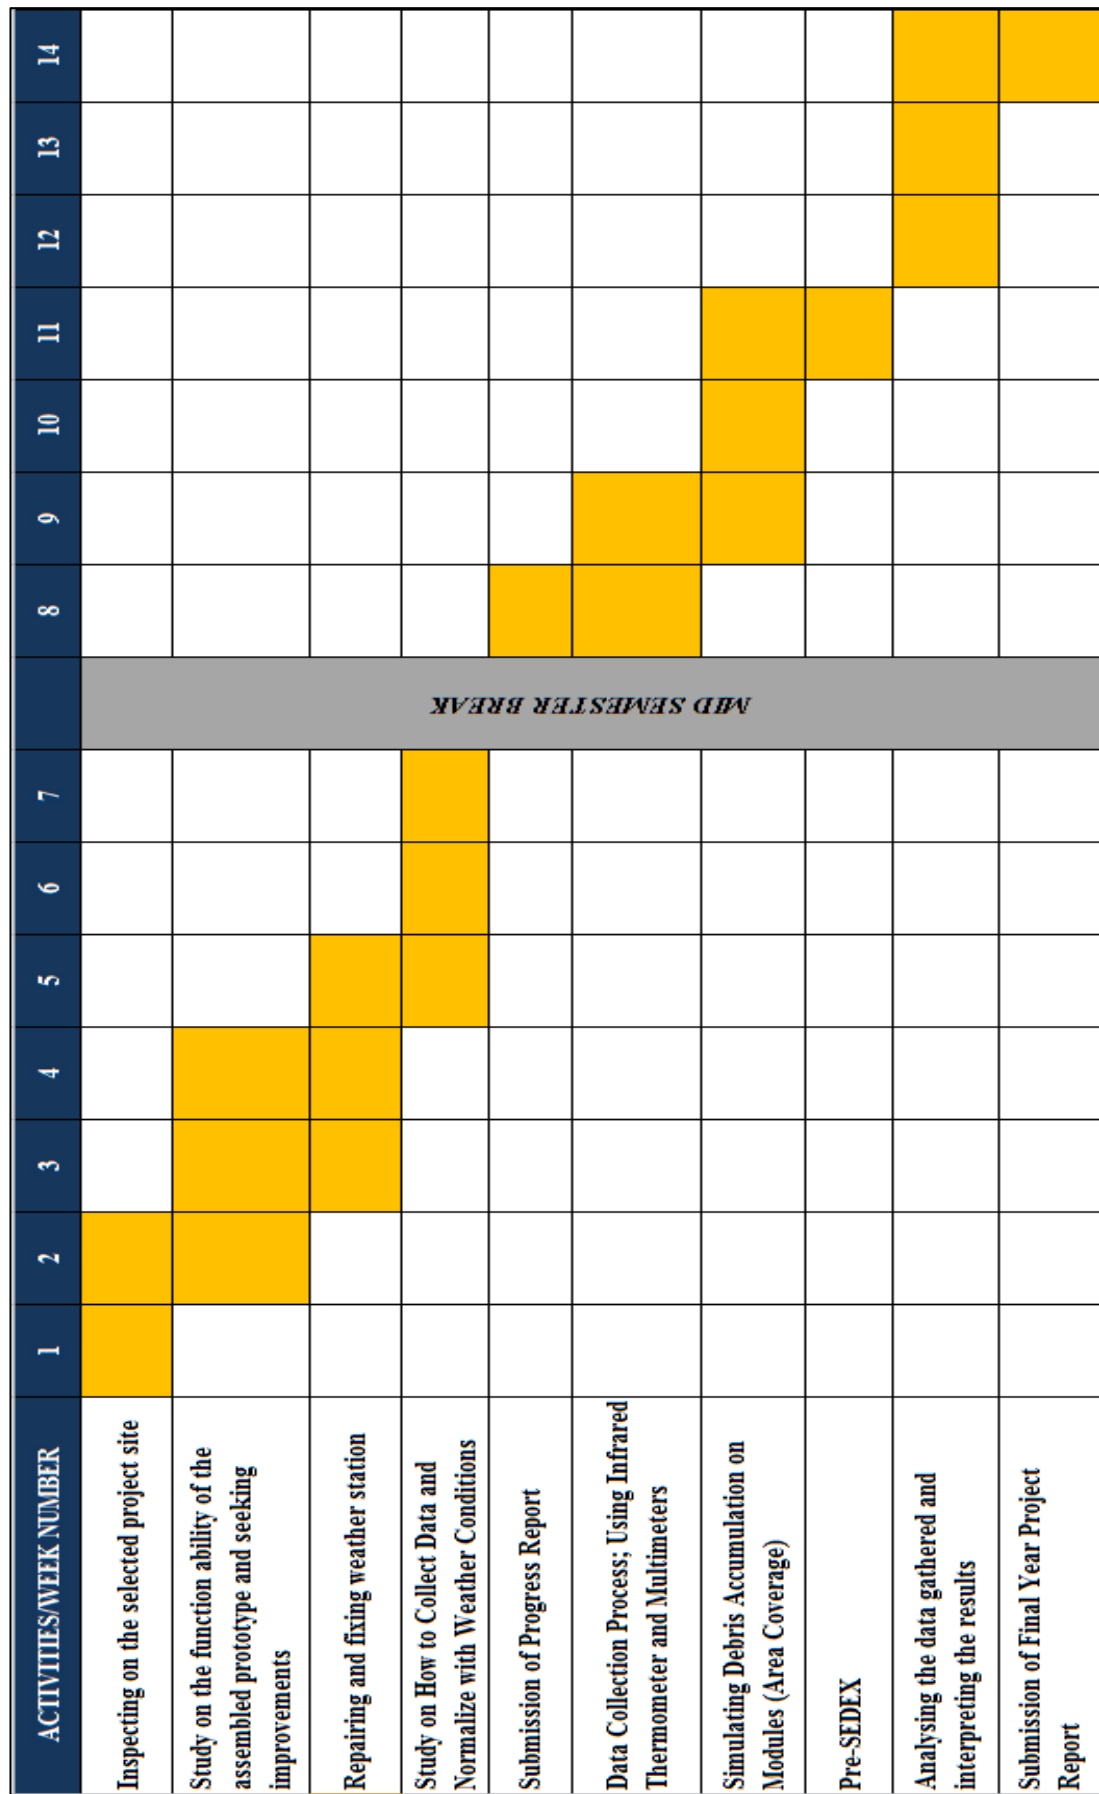 ACTIVITIES/WEEK NUMBER
1
2
3
4
5
6
7
8
9
10
11
12
13
14
Inspecting on the selected project site
Study on the function ability of the
assembled prototype and seeking
improvements
Repairing and fixing weather station
Study on How to Collect Data and
Normalize with Weather Conditions
Submission of Progress Report
Data Collection Process; Using Infrared
Thermometer and Multimeters
Simulating Debris Accumulation on
Modules (Area Coverage)
Pre-SEDEX
Analysing the data gathered and
interpreting the results
Submission of Final Year Project
Report
MID SEMESTER BREAK